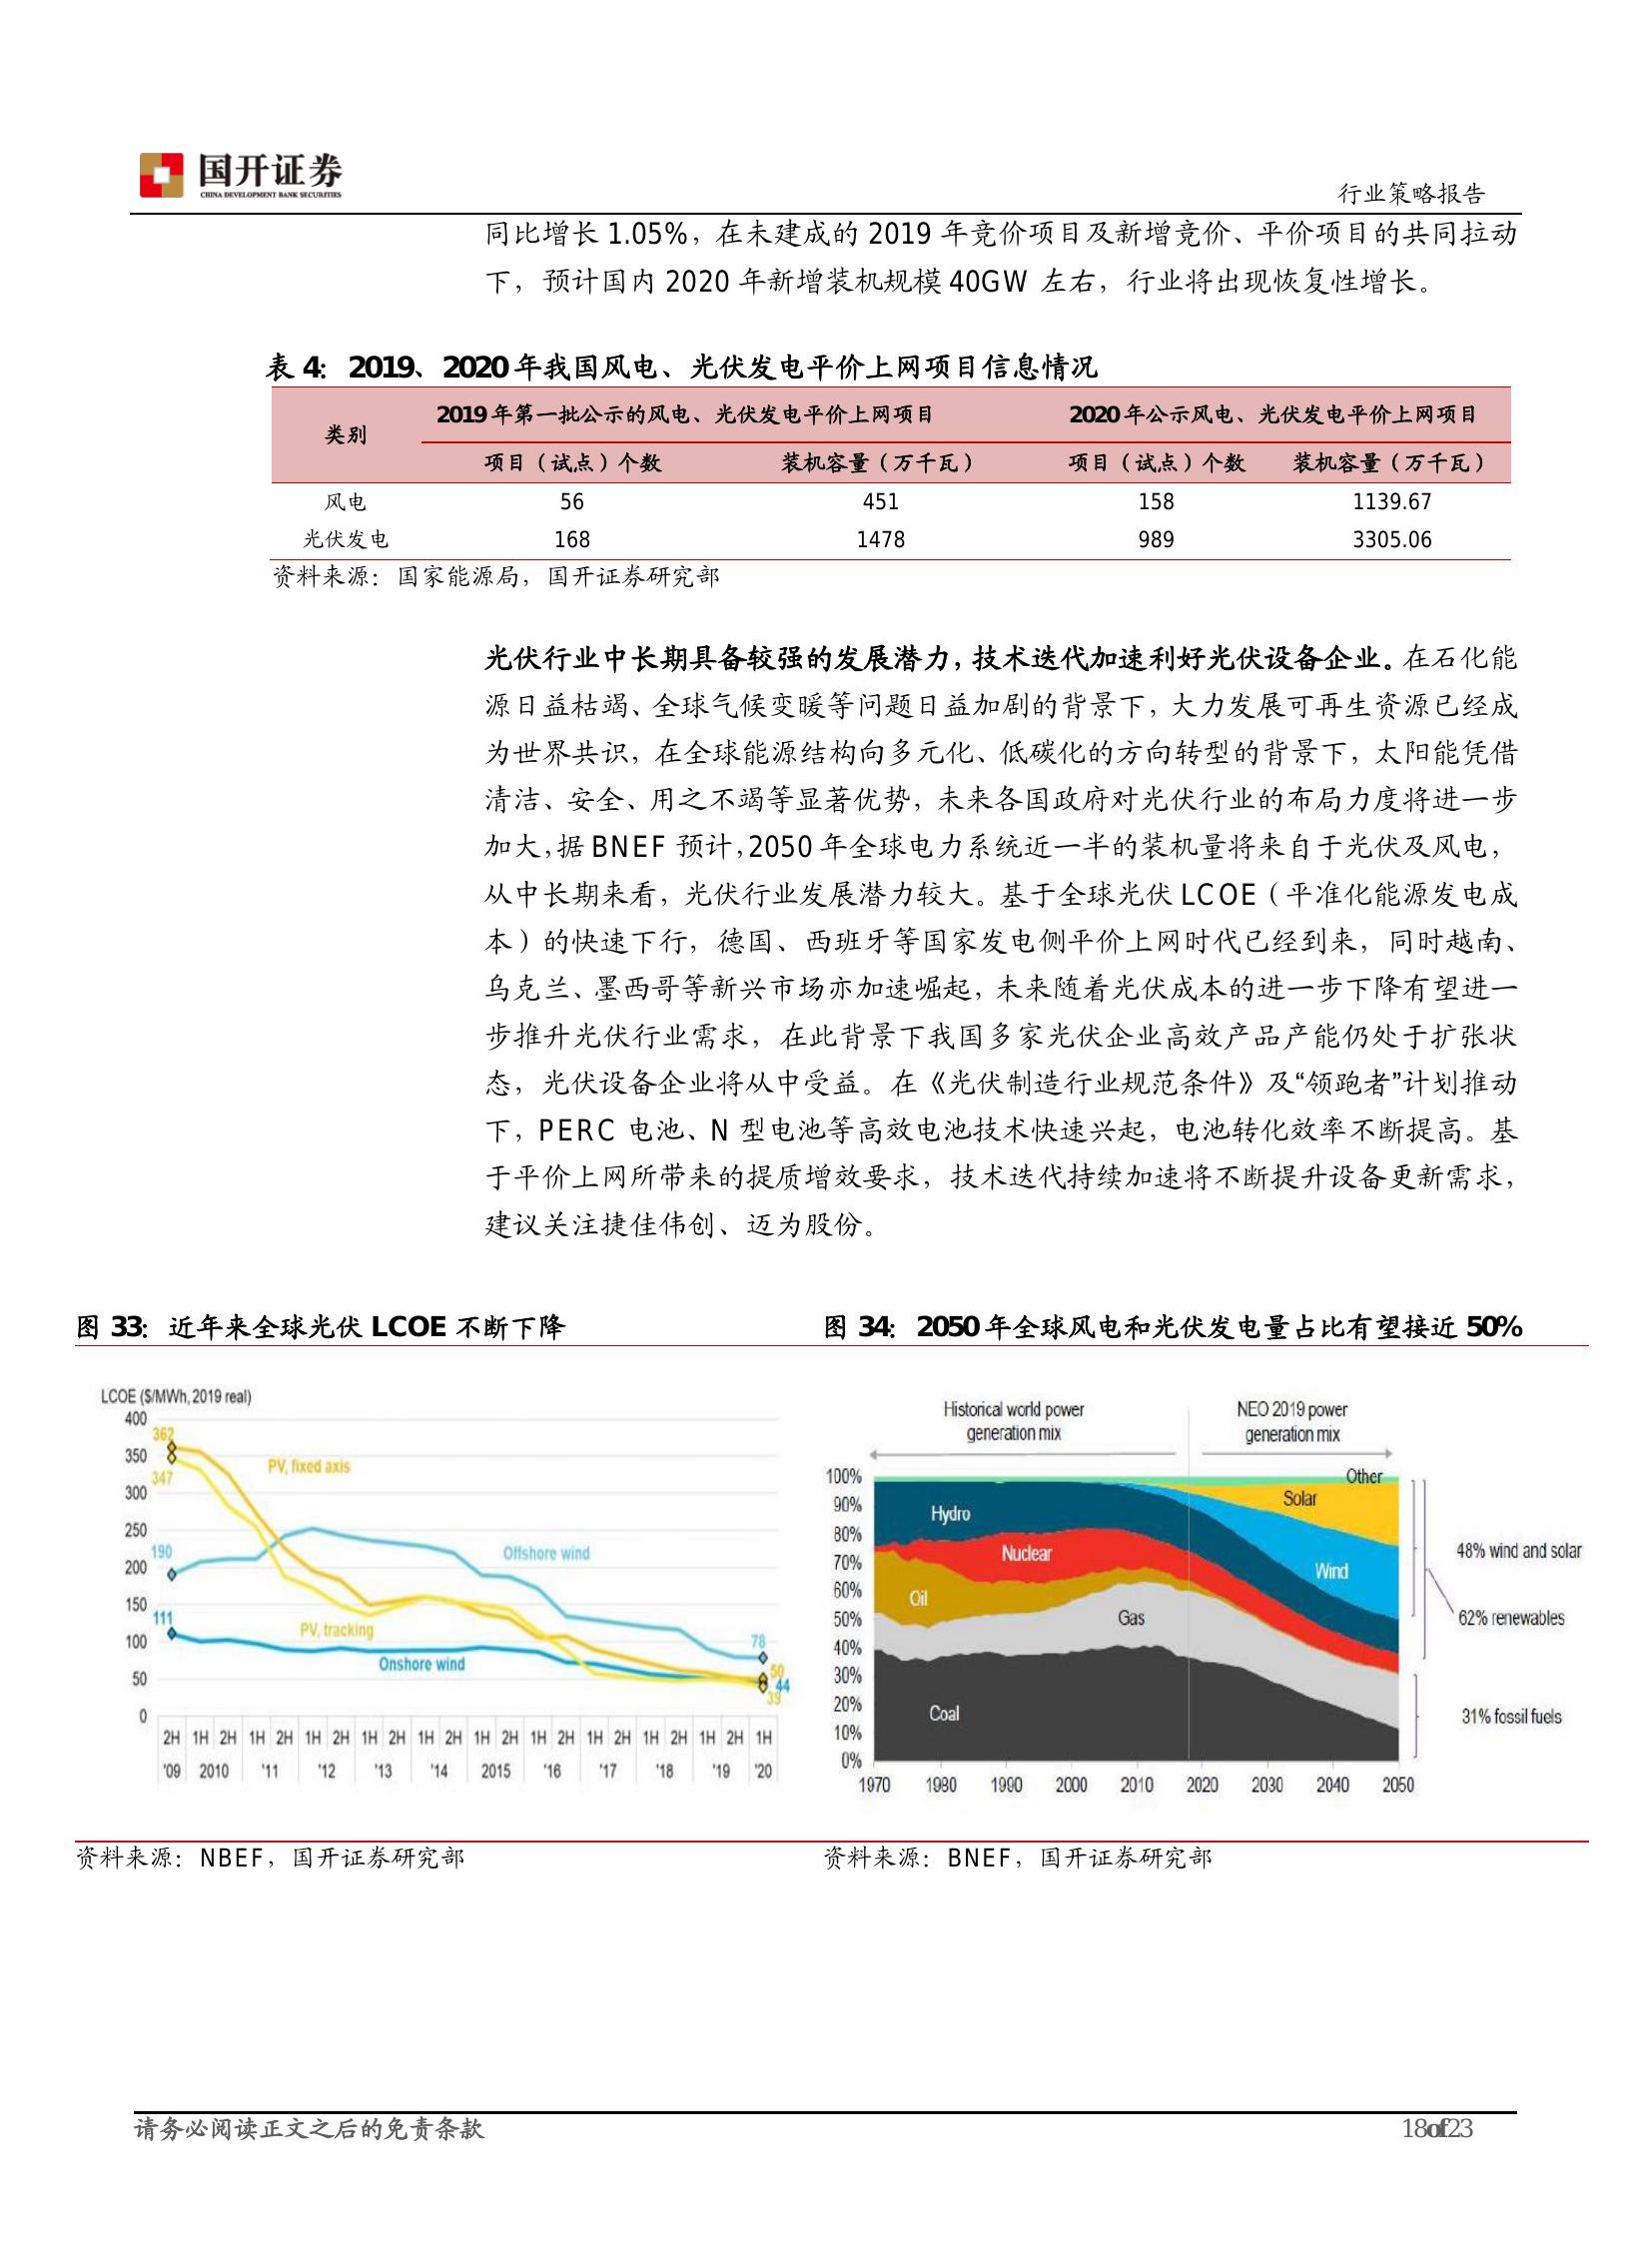 国开证券
CHINA DEVELOPMENT BANK SECURITIES
行业策略报告
同比增长 1.05%，在未建成的 2019 年竞价项目及新增竞价、平价项目的共同拉动
下，预计国内 2020 年新增装机规模 40GW 左右，行业将出现恢复性增长。
表 4： 2019、2020 年我国风电、光伏发电平价上网项目信息情况
类别 2019 年第一批公示的风电、光伏发电平价上网项目 2020 年公示风电、光伏发电平价上网项目
项目（试点）个数 装机容量（万千瓦） 项目（试点）个数 装机容量（万千瓦）
风电 56 451 158 1139.67
光伏发电 168 1478 989 3305.06
资料来源：国家能源局，国开证券研究部
光伏行业中长期具备较强的发展潜力，技术迭代加速利好光伏设备企业。在石化能
源日益枯竭、全球气候变暖等问题日益加剧的背景下，大力发展可再生资源已经成
为世界共识，在全球能源结构向多元化、低碳化的方向转型的背景下，太阳能凭借
清洁、安全、用之不竭等显著优势，未来各国政府对光伏行业的布局力度将进一步
加大，据 BNEF 预计，2050 年全球电力系统近一半的装机量将来自于光伏及风电，
从中长期来看，光伏行业发展潜力较大。基于全球光伏 LCOE（平准化能源发电成
本）的快速下行，德国、西班牙等国家发电侧平价上网时代已经到来，同时越南、
乌克兰、墨西哥等新兴市场亦加速崛起，未来随着光伏成本的进一步下降有望进一
步推升光伏行业需求，在此背景下我国多家光伏企业高效产品产能仍处于扩张状
态，光伏设备企业将从中受益。在《光伏制造行业规范条件》及“领跑者”计划推动
下，PERC 电池、N 型电池等高效电池技术快速兴起，电池转化效率不断提高。基
于平价上网所带来的提质增效要求，技术迭代持续加速将不断提升设备更新需求，
建议关注捷佳伟创、迈为股份。
图 33： 近年来全球光伏 LCOE 不断下降
LCOE ($/MWh, 2019 real)
400
350
300
250
200
150
100
50
0
362
347
190
111
PV, fixed axis
Offshore wind
PV, tracking
Onshore wind
78
50
44
39
2H 1H 2H 1H 2H 1H 2H 1H 2H 1H 2H 1H 2H 1H 2H 1H 2H 1H 2H 1H 2H 1H
'09 2010 '11 '12 '13 '14 2015 '16 '17 '18 '19 '20
资料来源：NBEF，国开证券研究部
图 34： 2050 年全球风电和光伏发电量占比有望接近 50%
Historical world power
generation mix
NEO 2019 power
generation mix
100%
90%
80%
70%
60%
50%
40%
30%
20%
10%
0%
Other
Solar
Hydro
Nuclear
Wind
Oil
Gas
Coal
48% wind and solar
62% renewables
31% fossil fuels
1970 1980 1990 2000 2010 2020 2030 2040 2050
资料来源：BNEF，国开证券研究部
请务必阅读正文之后的免责条款
18of23